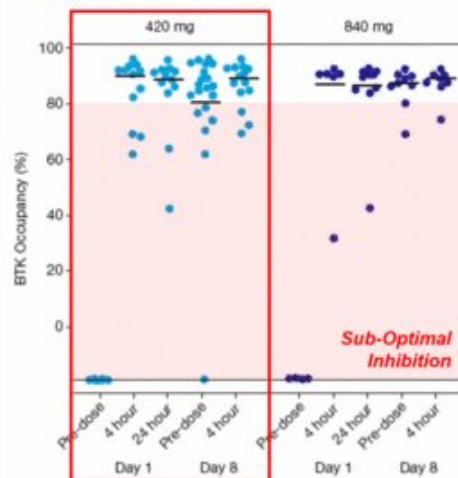 420 mg 840 mg
BTK Occupancy (%)
100
80
60
40
20
0
Sub-Optimal
Inhibition
Pre-dose 4 hour 24 hour Pre-dose 4 hour Pre-dose 4 hour 24 hour Pre-dose 4 hour
Day 1 Day 8 Day 1 Day 8